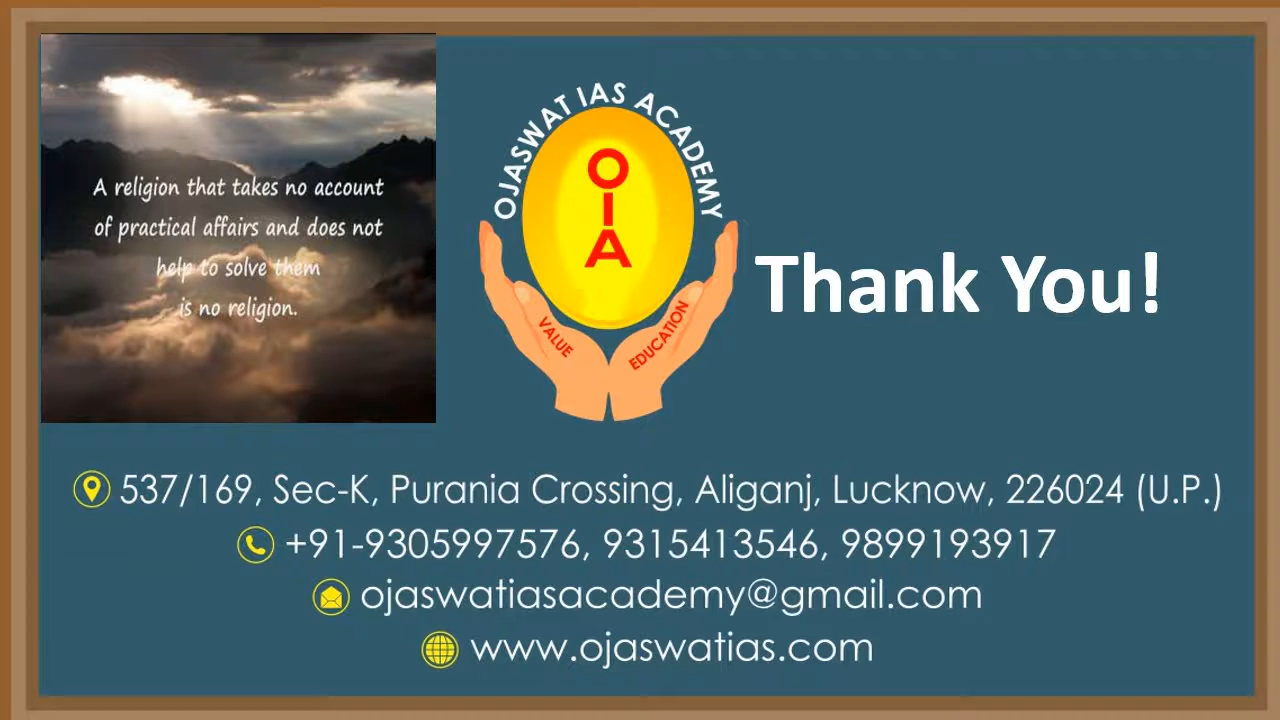 A religion that takes no account
of practical affairs and does not
help to solve them
is no religion.
OJASWAT IAS ACADEMY
O
I
A
VALUE
EDUCATION
Thank You!
537/169, Sec-K, Purania Crossing, Aliganj, Lucknow, 226024 (U.P.)
+91-9305997576, 9315413546, 9899193917
ojaswatiasacademy@gmail.com
www.ojaswatias.com